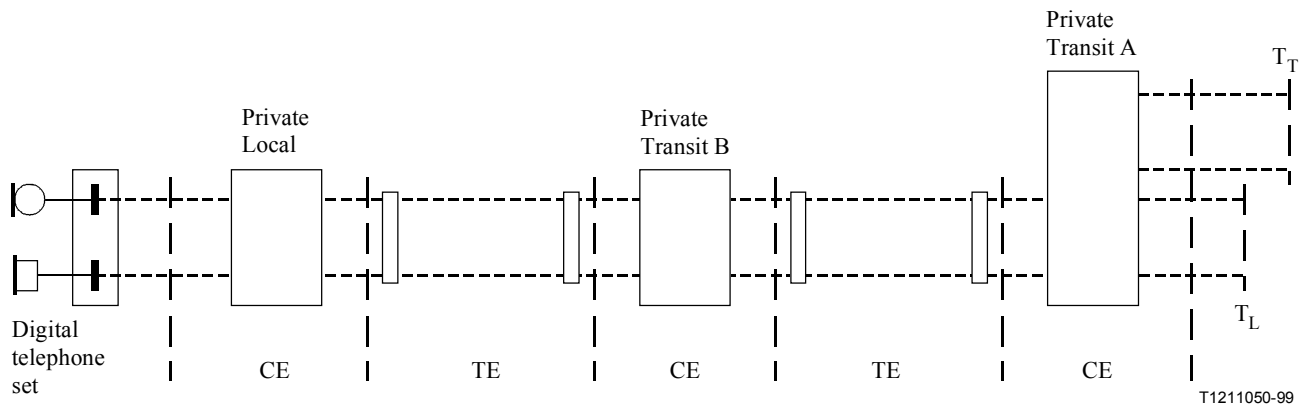 Private
Transit A
T_T
Private
Local
Private
Transit B
Digital
telephone
set
CE
TE
CE
TE
CE
T_L
T1211050-99